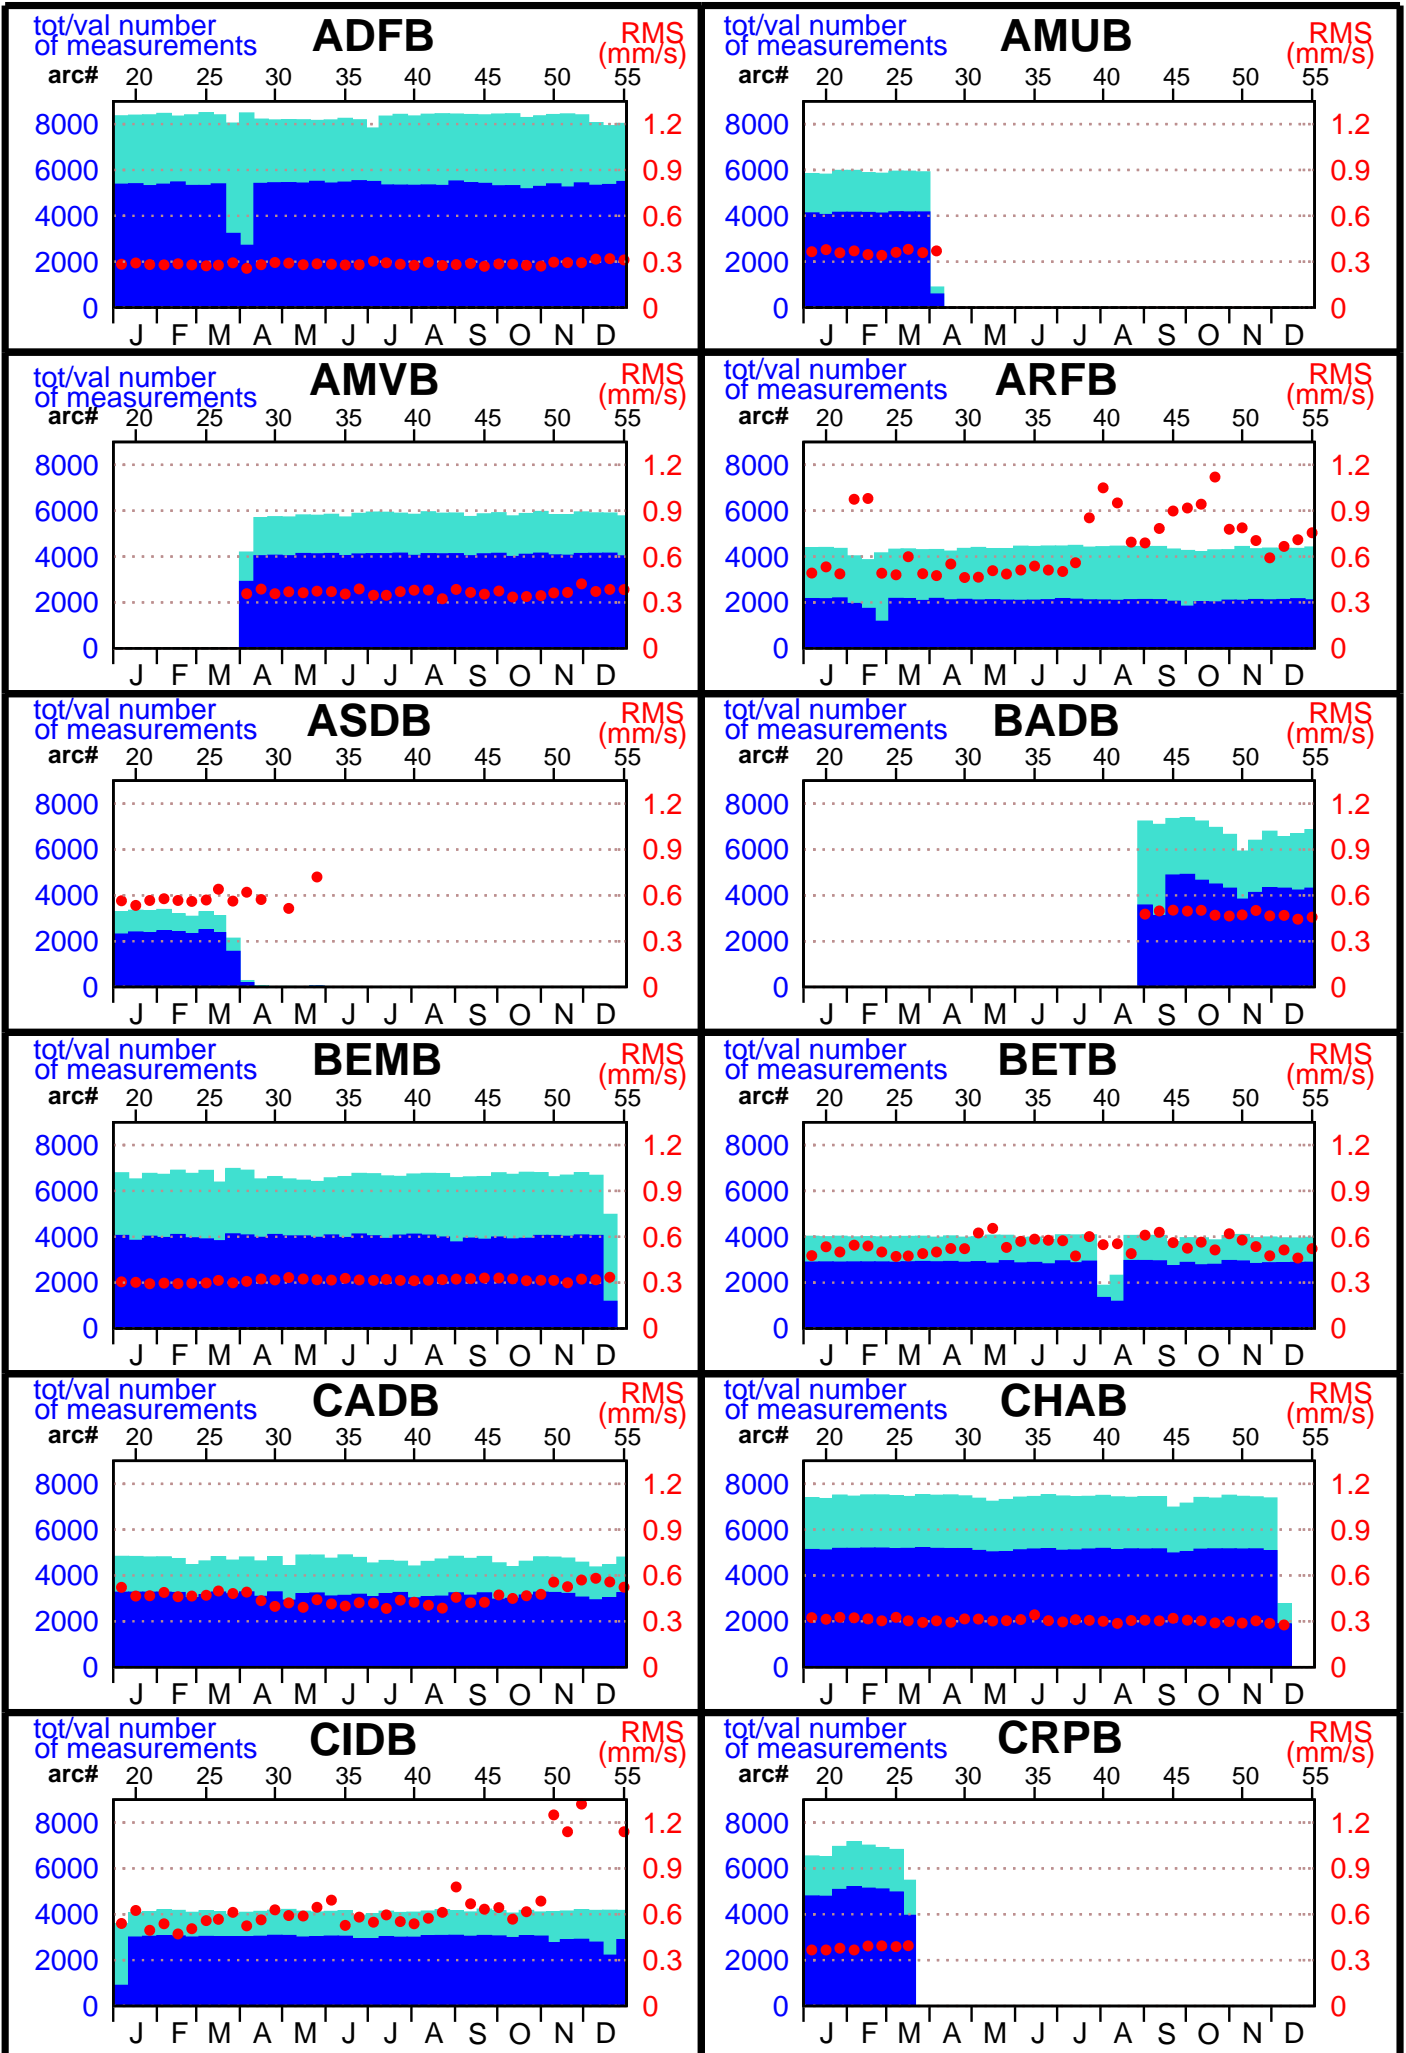 tot/val number ADFB RMS
of measurements (mm/s)
arc# 20 25 30 35 40 45 50 55
8000 1.2
6000 0.9
4000 0.6
2000 0.3
0 0
J F M A M J J A S O N D
tot/val number AMUB RMS
of measurements (mm/s)
arc# 20 25 30 35 40 45 50 55
8000 1.2
6000 0.9
4000 0.6
2000 0.3
0 0
J F M A M J J A S O N D
tot/val number AMVB RMS
of measurements (mm/s)
arc# 20 25 30 35 40 45 50 55
8000 1.2
6000 0.9
4000 0.6
2000 0.3
0 0
J F M A M J J A S O N D
tot/val number ARFB RMS
of measurements (mm/s)
arc# 20 25 30 35 40 45 50 55
8000 1.2
6000 0.9
4000 0.6
2000 0.3
0 0
J F M A M J J A S O N D
tot/val number ASDB RMS
of measurements (mm/s)
arc# 20 25 30 35 40 45 50 55
8000 1.2
6000 0.9
4000 0.6
2000 0.3
0 0
J F M A M J J A S O N D
tot/val number BADB RMS
of measurements (mm/s)
arc# 20 25 30 35 40 45 50 55
8000 1.2
6000 0.9
4000 0.6
2000 0.3
0 0
J F M A M J J A S O N D
tot/val number BEMB RMS
of measurements (mm/s)
arc# 20 25 30 35 40 45 50 55
8000 1.2
6000 0.9
4000 0.6
2000 0.3
0 0
J F M A M J J A S O N D
tot/val number BETB RMS
of measurements (mm/s)
arc# 20 25 30 35 40 45 50 55
8000 1.2
6000 0.9
4000 0.6
2000 0.3
0 0
J F M A M J J A S O N D
tot/val number CADB RMS
of measurements (mm/s)
arc# 20 25 30 35 40 45 50 55
8000 1.2
6000 0.9
4000 0.6
2000 0.3
0 0
J F M A M J J A S O N D
tot/val number CHAB RMS
of measurements (mm/s)
arc# 20 25 30 35 40 45 50 55
8000 1.2
6000 0.9
4000 0.6
2000 0.3
0 0
J F M A M J J A S O N D
tot/val number CIDB RMS
of measurements (mm/s)
arc# 20 25 30 35 40 45 50 55
8000 1.2
6000 0.9
4000 0.6
2000 0.3
0 0
J F M A M J J A S O N D
tot/val number CRPB RMS
of measurements (mm/s)
arc# 20 25 30 35 40 45 50 55
8000 1.2
6000 0.9
4000 0.6
2000 0.3
0 0
J F M A M J J A S O N D